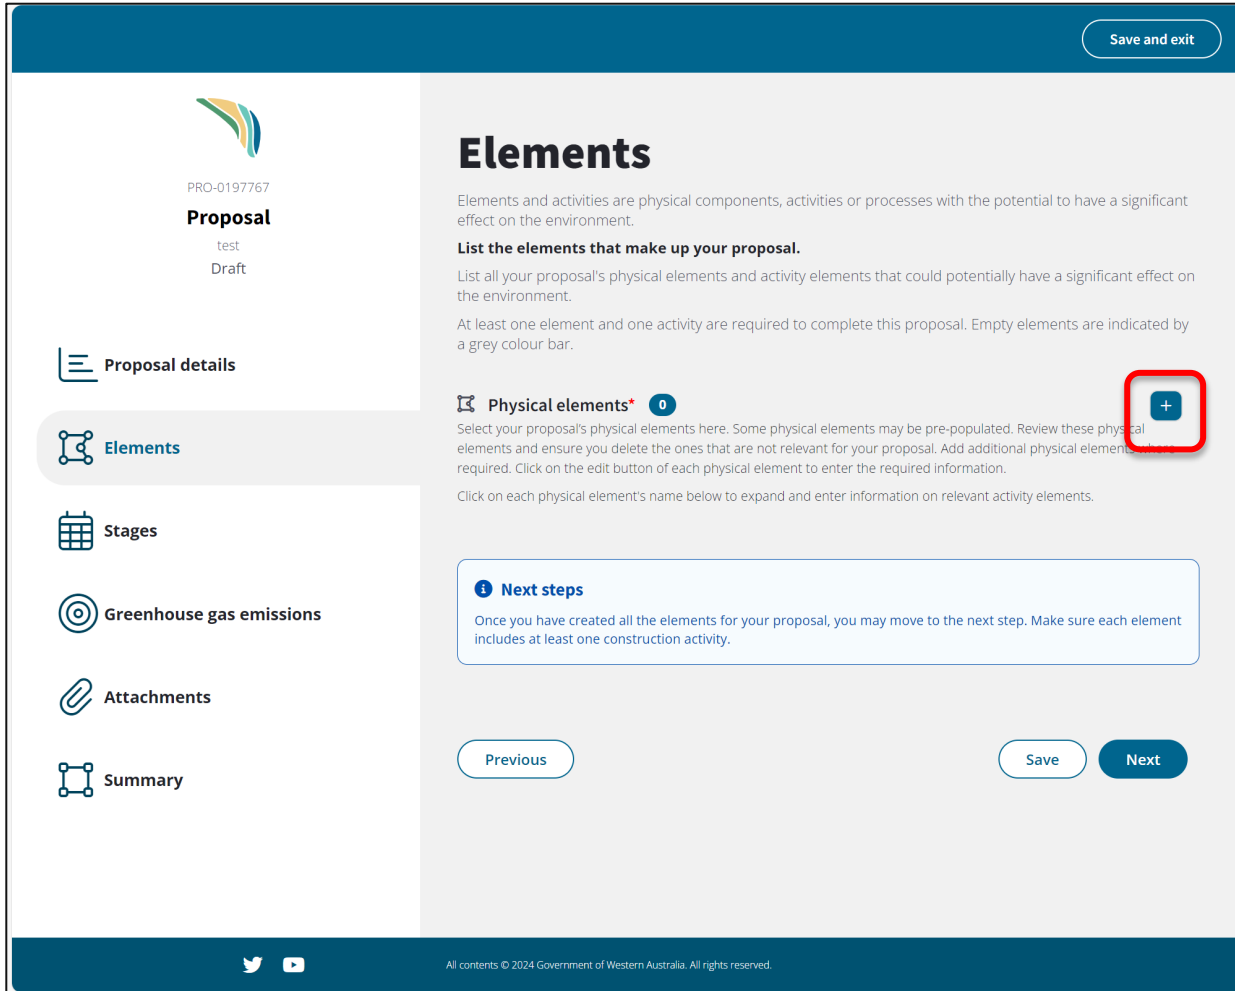 Save and exit
PRO-0197767
Proposal
test
Draft
Proposal details
Elements
Stages
Greenhouse gas emissions
Attachments
Summary
Elements
Elements and activities are physical components, activities or processes with the potential to have a significant
effect on the environment.
List the elements that make up your proposal.
List all your proposal's physical elements and activity elements that could potentially have a significant effect on
the environment.
At least one element and one activity are required to complete this proposal. Empty elements are indicated by
a grey colour bar.
Physical elements* 0
+
Select your proposal's physical elements here. Some physical elements may be pre-populated. Review these physical
elements and ensure you delete the ones that are not relevant for your proposal. Add additional physical elements where
required. Click on the edit button of each physical element to enter the required information.
Click on each physical element's name below to expand and enter information on relevant activity elements.
Next steps
Once you have created all the elements for your proposal, you may move to the next step. Make sure each element
includes at least one construction activity.
Previous
Save
Next
All contents © 2024 Government of Western Australia. All rights reserved.